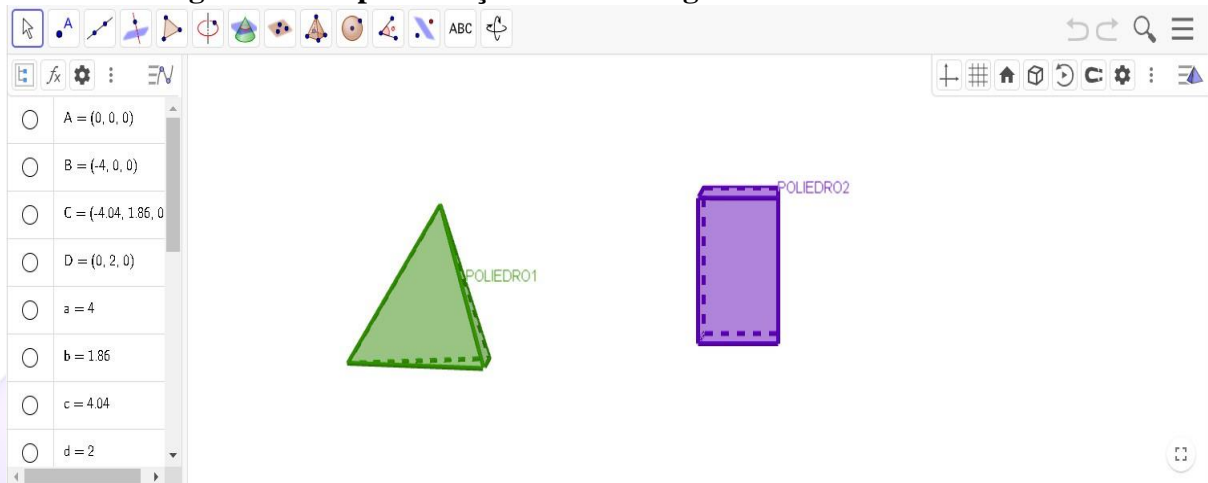 ABC
A = (0, 0, 0)
B = (-4, 0, 0)
C = (-4.04, 1.86, 0
D = (0, 2, 0)
a = 4
b = 1.86
c = 4.04
d = 2
POLIEDRO1
POLIEDRO2